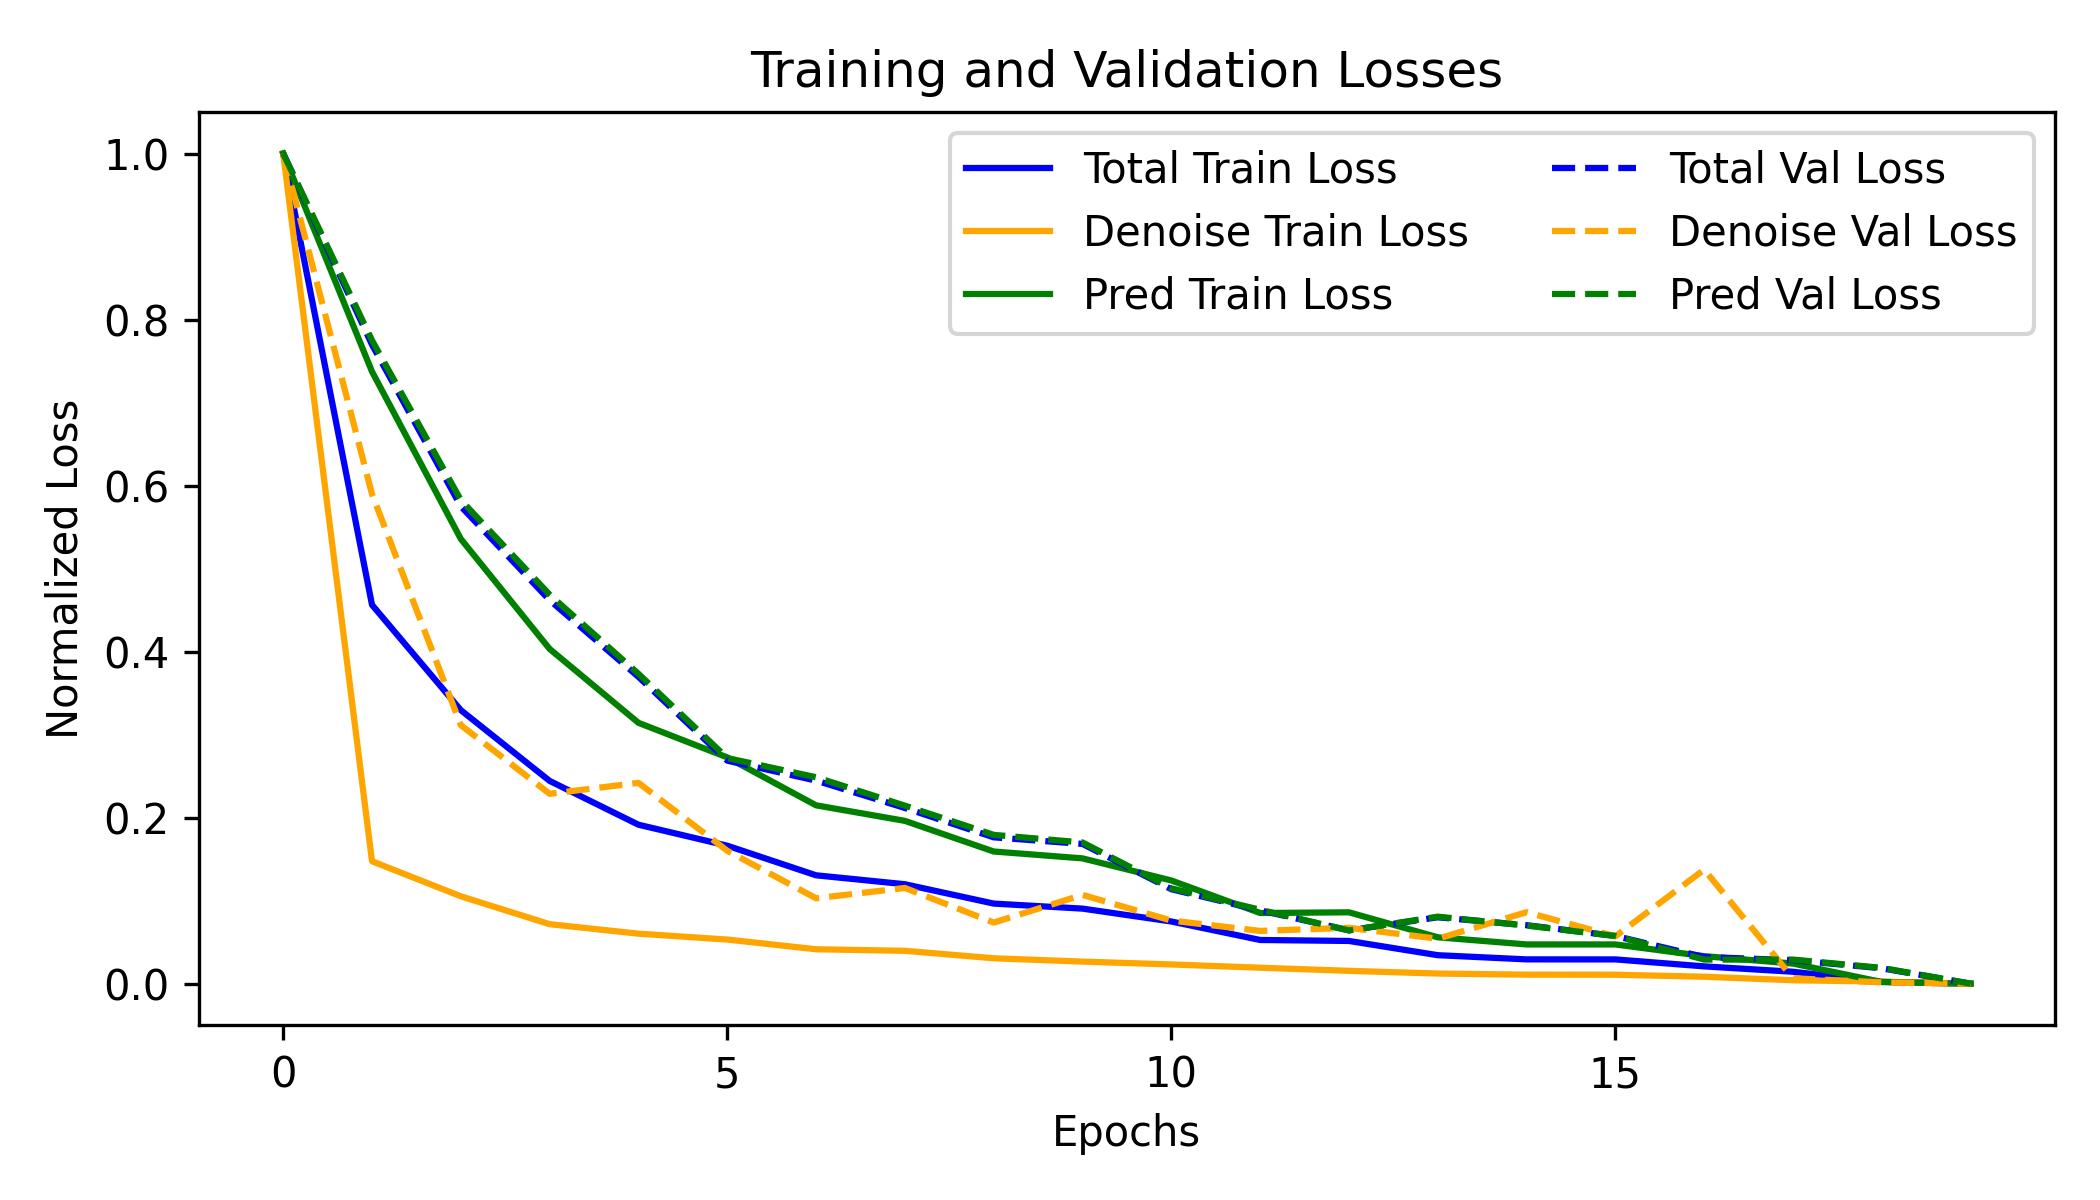 Training and Validation Losses
Total Train Loss
Denoise Train Loss
Pred Train Loss
Total Val Loss
Denoise Val Loss
Pred Val Loss
Normalized Loss
1.0
0.8
0.6
0.4
0.2
0.0
0 5 10 15
Epochs